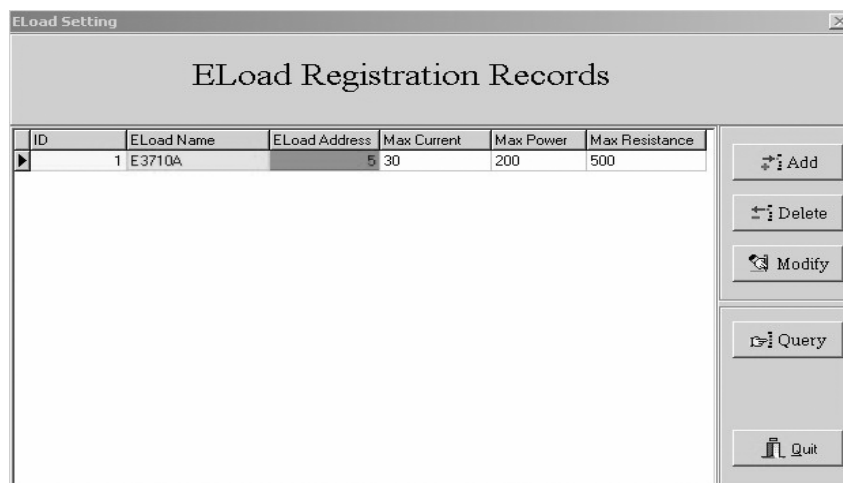 ELoad Setting
ELoad Registration Records
ID ELoad Name ELoad Address Max Current Max Power Max Resistance
1 E3710A 5 30 200 500
Add
Delete
Modify
Query
Quit